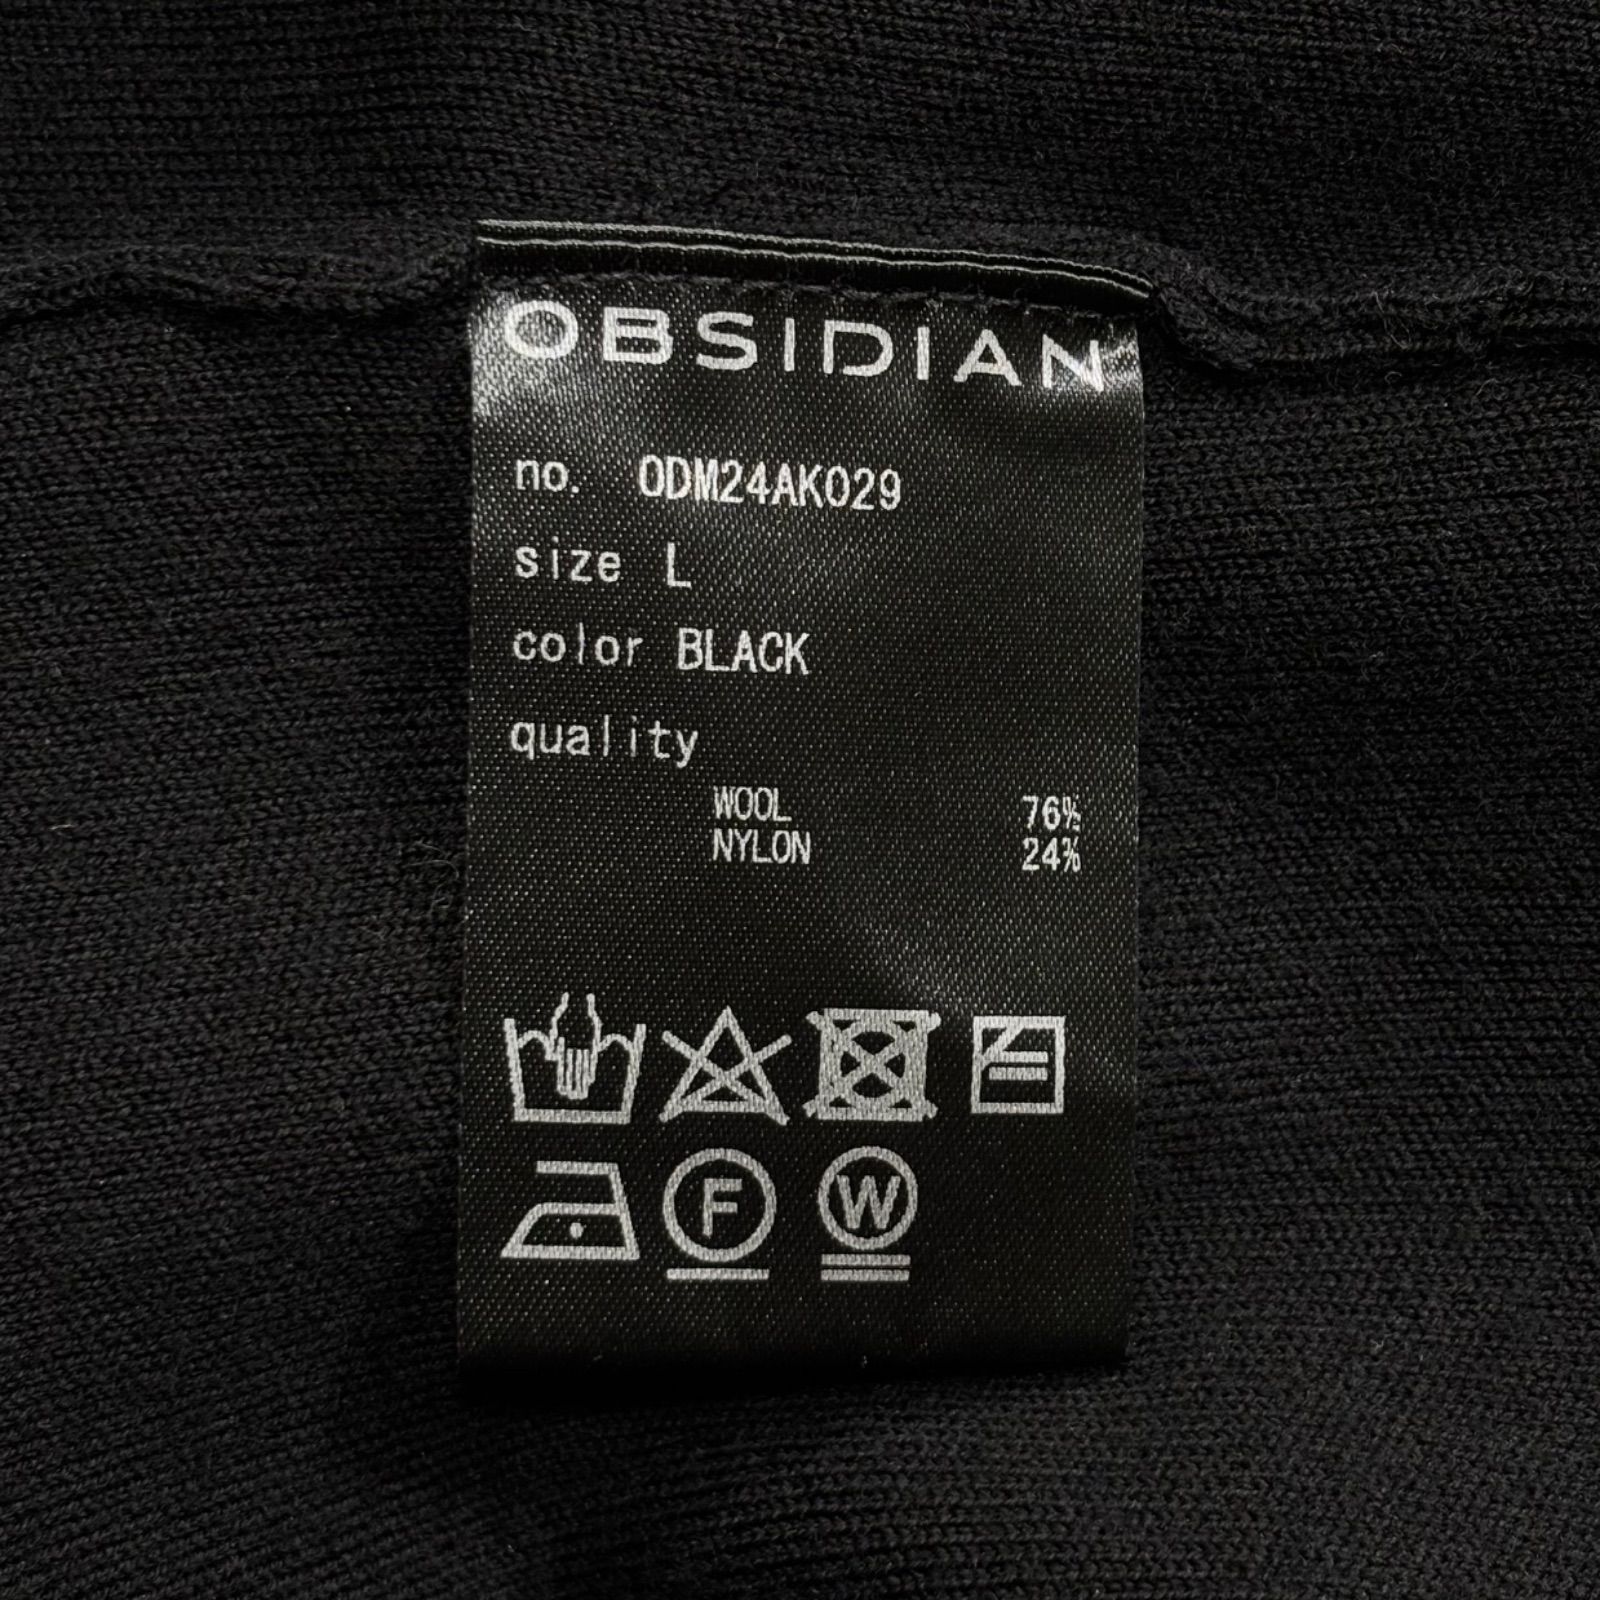 OBSIDIAN
no. ODM24AK029
size L
color BLACK
quality
WOOL 76%
NYLON 24%
F
W